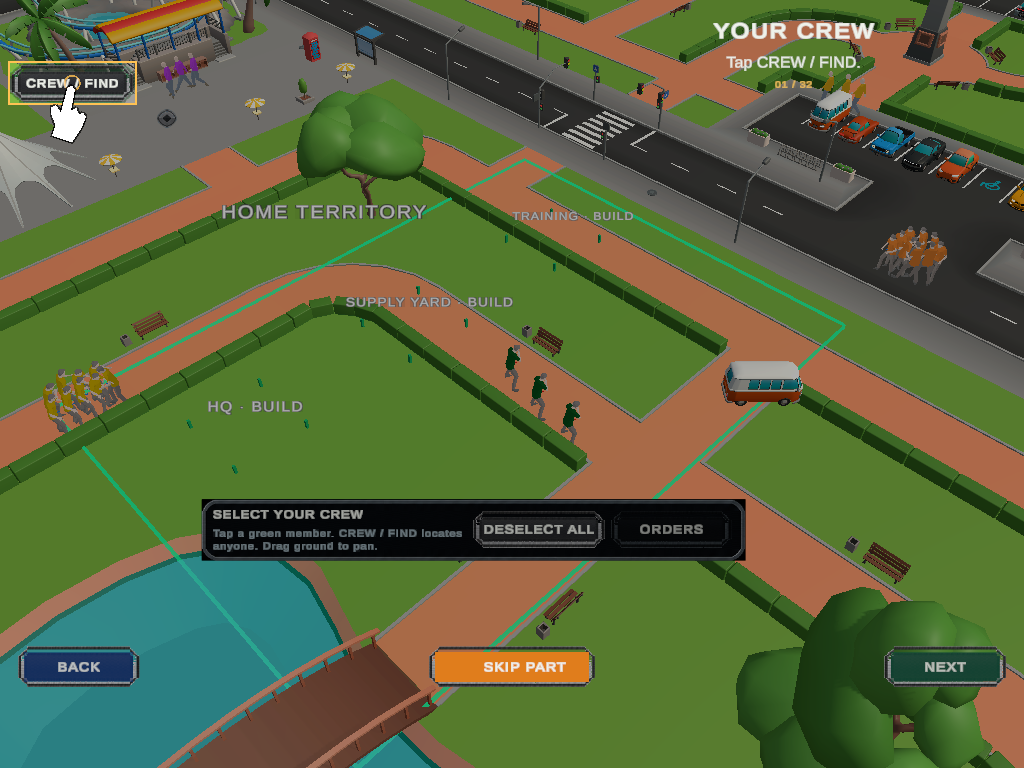 YOUR CREW
Tap CREW / FIND.
01 / 32
CREW / FIND
HOME TERRITORY
TRAINING - BUILD
SUPPLY YARD - BUILD
HQ - BUILD
SELECT YOUR CREW
Tap a green member. CREW / FIND locates
anyone. Drag ground to pan.
DESELECT ALL
ORDERS
BACK
SKIP PART
NEXT